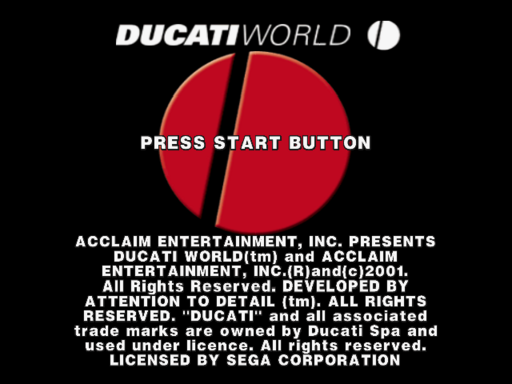 DUCATIWORLD
PRESS START BUTTON
ACCLAIM ENTERTAINMENT, INC. PRESENTS
DUCATI WORLD(tm) and ACCLAIM
ENTERTAINMENT, INC.(R)and(c)2001.
All Rights Reserved. DEVELOPED BY
ATTENTION TO DETAIL (tm). ALL RIGHTS
RESERVED. "DUCATI" and all associated
trade marks are owned by Ducati Spa and
used under licence. All rights reserved.
LICENSED BY SEGA CORPORATION